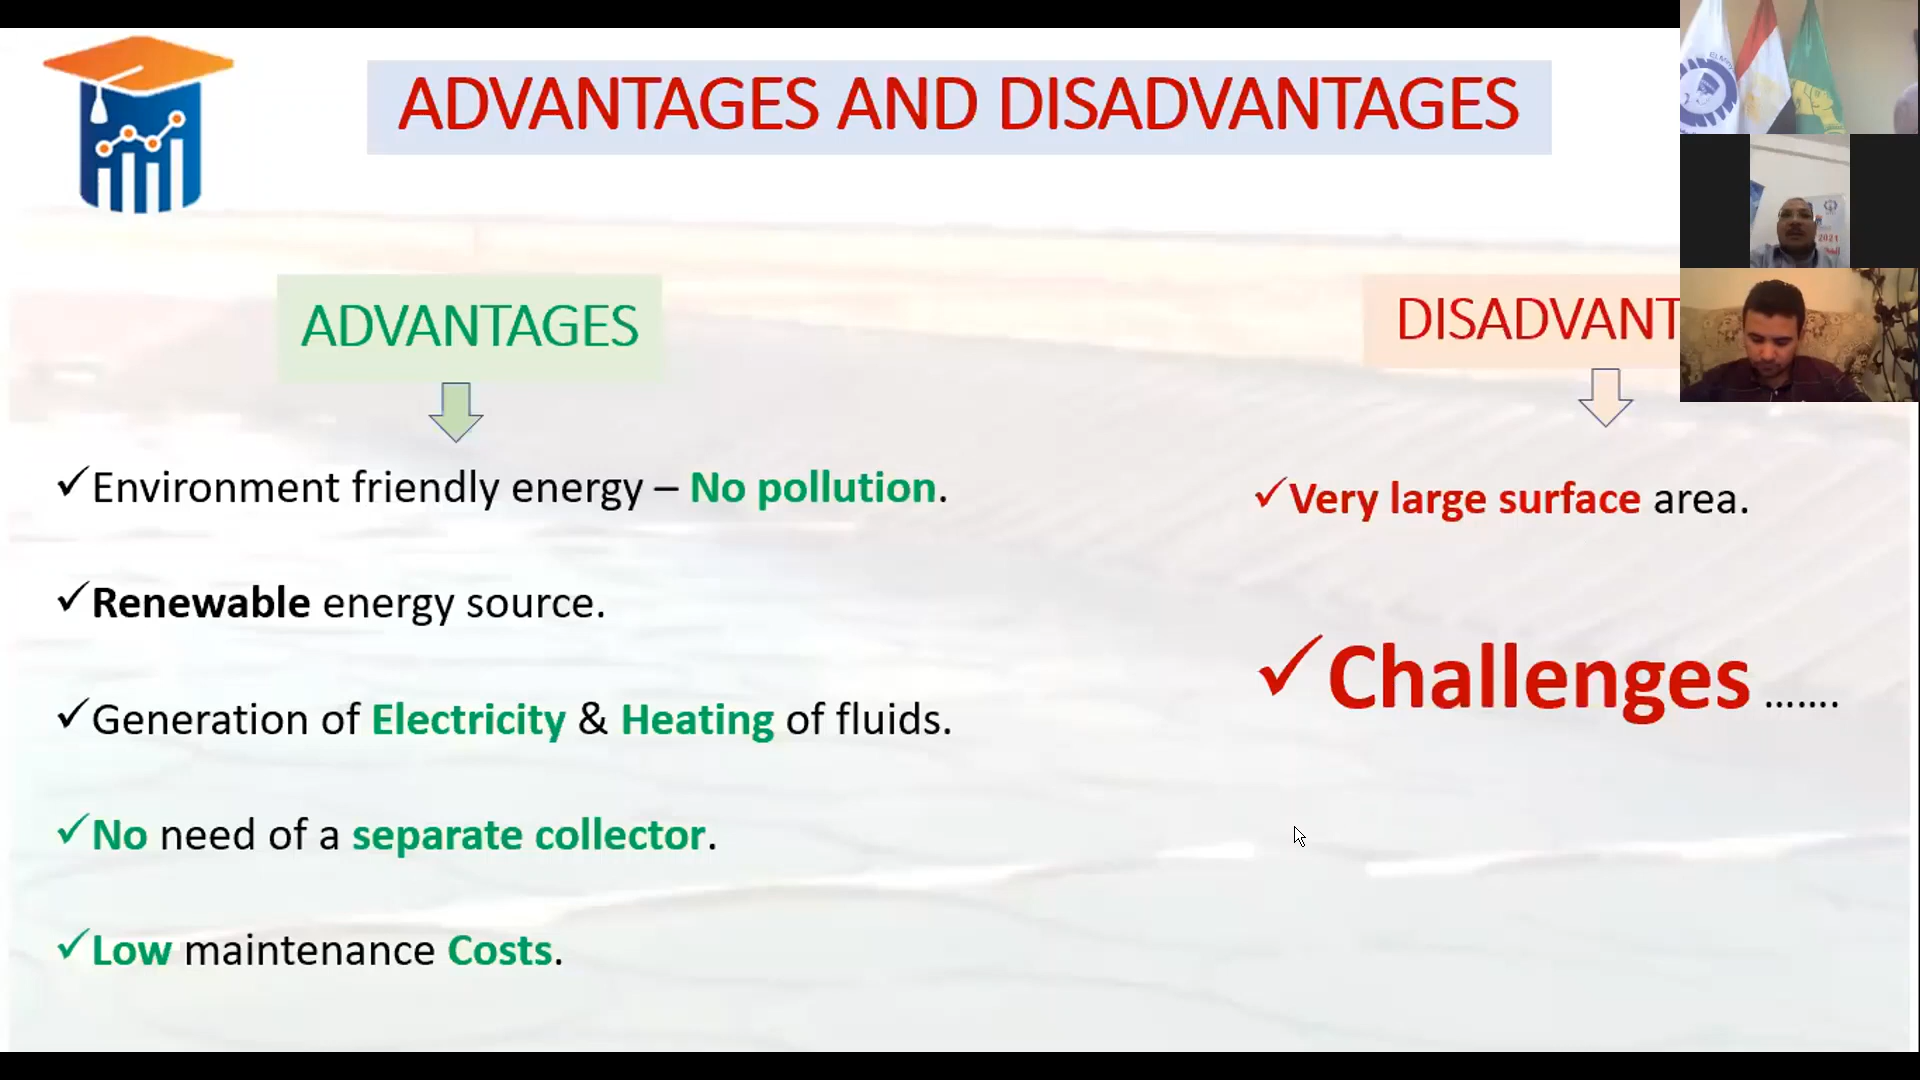 ADVANTAGES AND DISADVANTAGES
ADVANTAGES
✓Environment friendly energy – No pollution.
✓Renewable energy source.
✓Generation of Electricity & Heating of fluids.
✓No need of a separate collector.
✓Low maintenance Costs.
DISADVANT
✓Very large surface area.
✓Challenges .......
2021